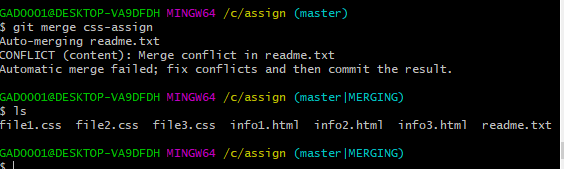 GAD0001@DESKTOP-VA9DFDH MINGW64 /c/assign (master)
$ git merge css-assign
Auto-merging readme.txt
CONFLICT (content): Merge conflict in readme.txt
Automatic merge failed; fix conflicts and then commit the result.
GAD0001@DESKTOP-VA9DFDH MINGW64 /c/assign (master|MERGING)
$ ls
file1.css file2.css file3.css info1.html info2.html info3.html readme.txt
GAD0001@DESKTOP-VA9DFDH MINGW64 /c/assign (master|MERGING)
$